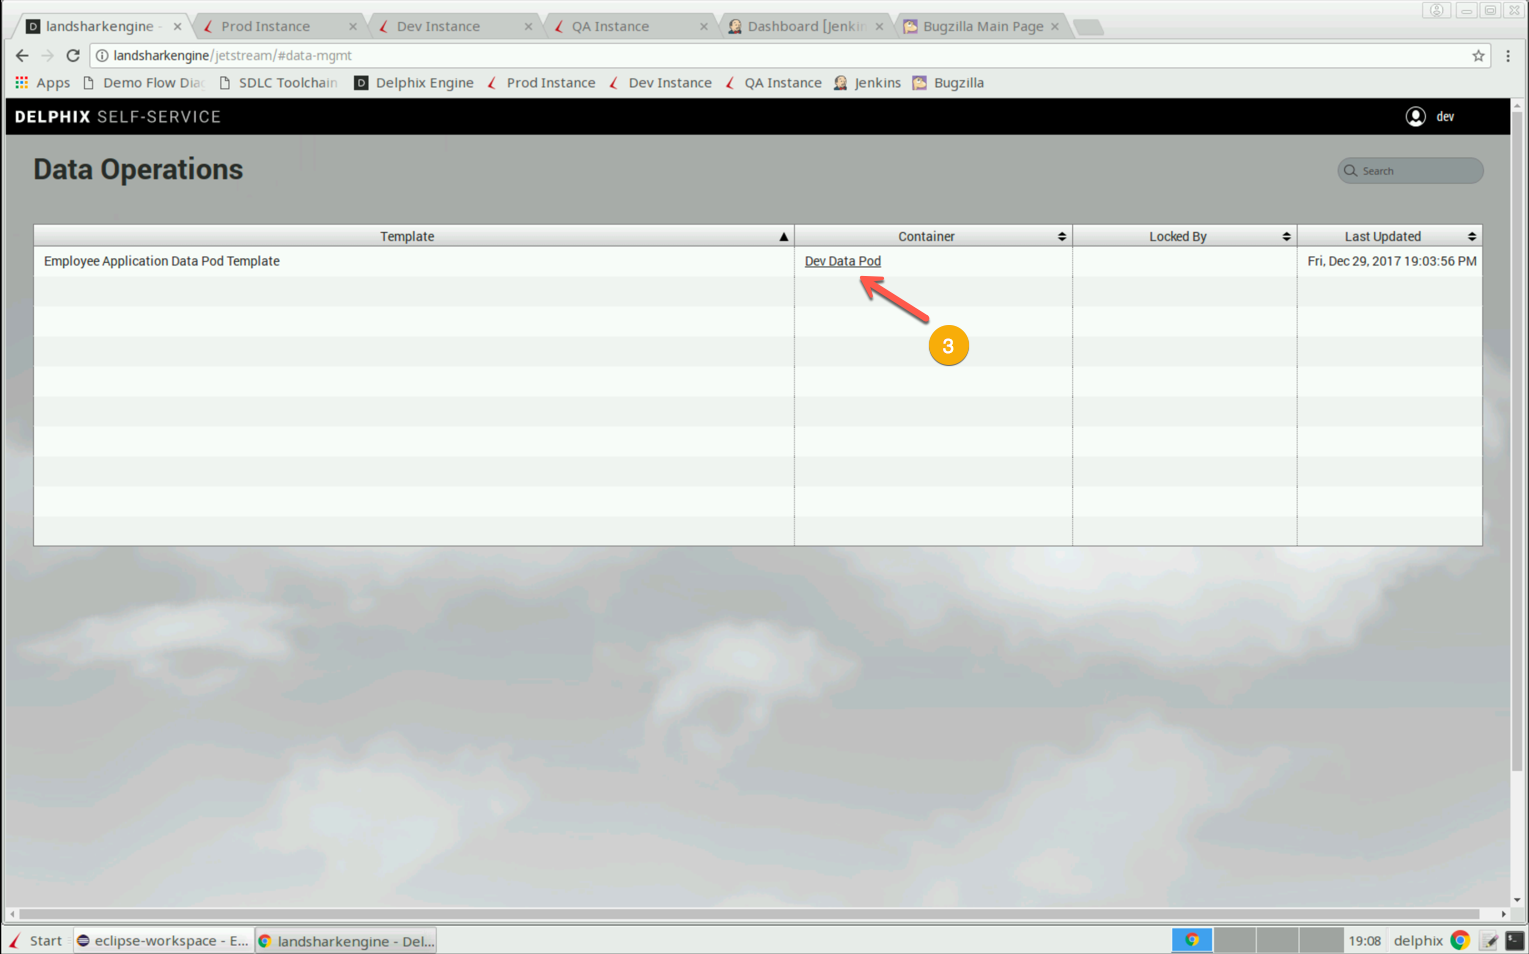 landsharkengine -
Prod Instance
Dev Instance
QA Instance
Dashboard [Jenkin
Bugzilla Main Page
landsharkengine/jetstream/#data-mgmt
Apps
Demo Flow Diag
SDLC Toolchain
Delphix Engine
Prod Instance
Dev Instance
QA Instance
Jenkins
Bugzilla
DELPHIX SELF-SERVICE
dev
Data Operations
Search
Template
Container
Locked By
Last Updated
Employee Application Data Pod Template
Dev Data Pod
Fri, Dec 29, 2017 19:03:56 PM
3
Start
eclipse-workspace - E...
landsharkengine - Del...
19:08
delphix